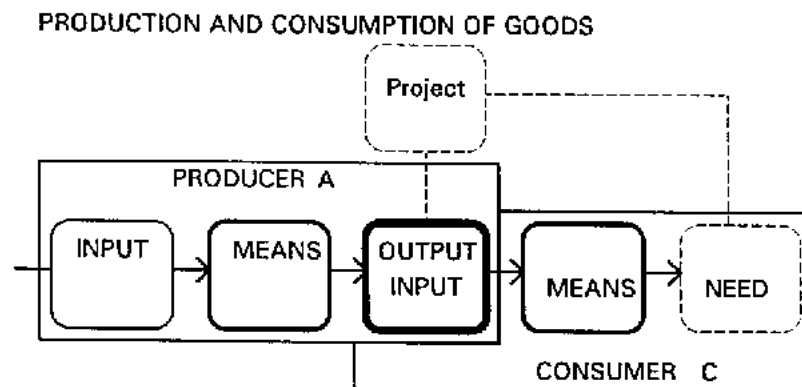 PRODUCTION AND CONSUMPTION OF GOODS
Project
PRODUCER A
INPUT
MEANS
OUTPUT
INPUT
MEANS
NEED
CONSUMER C